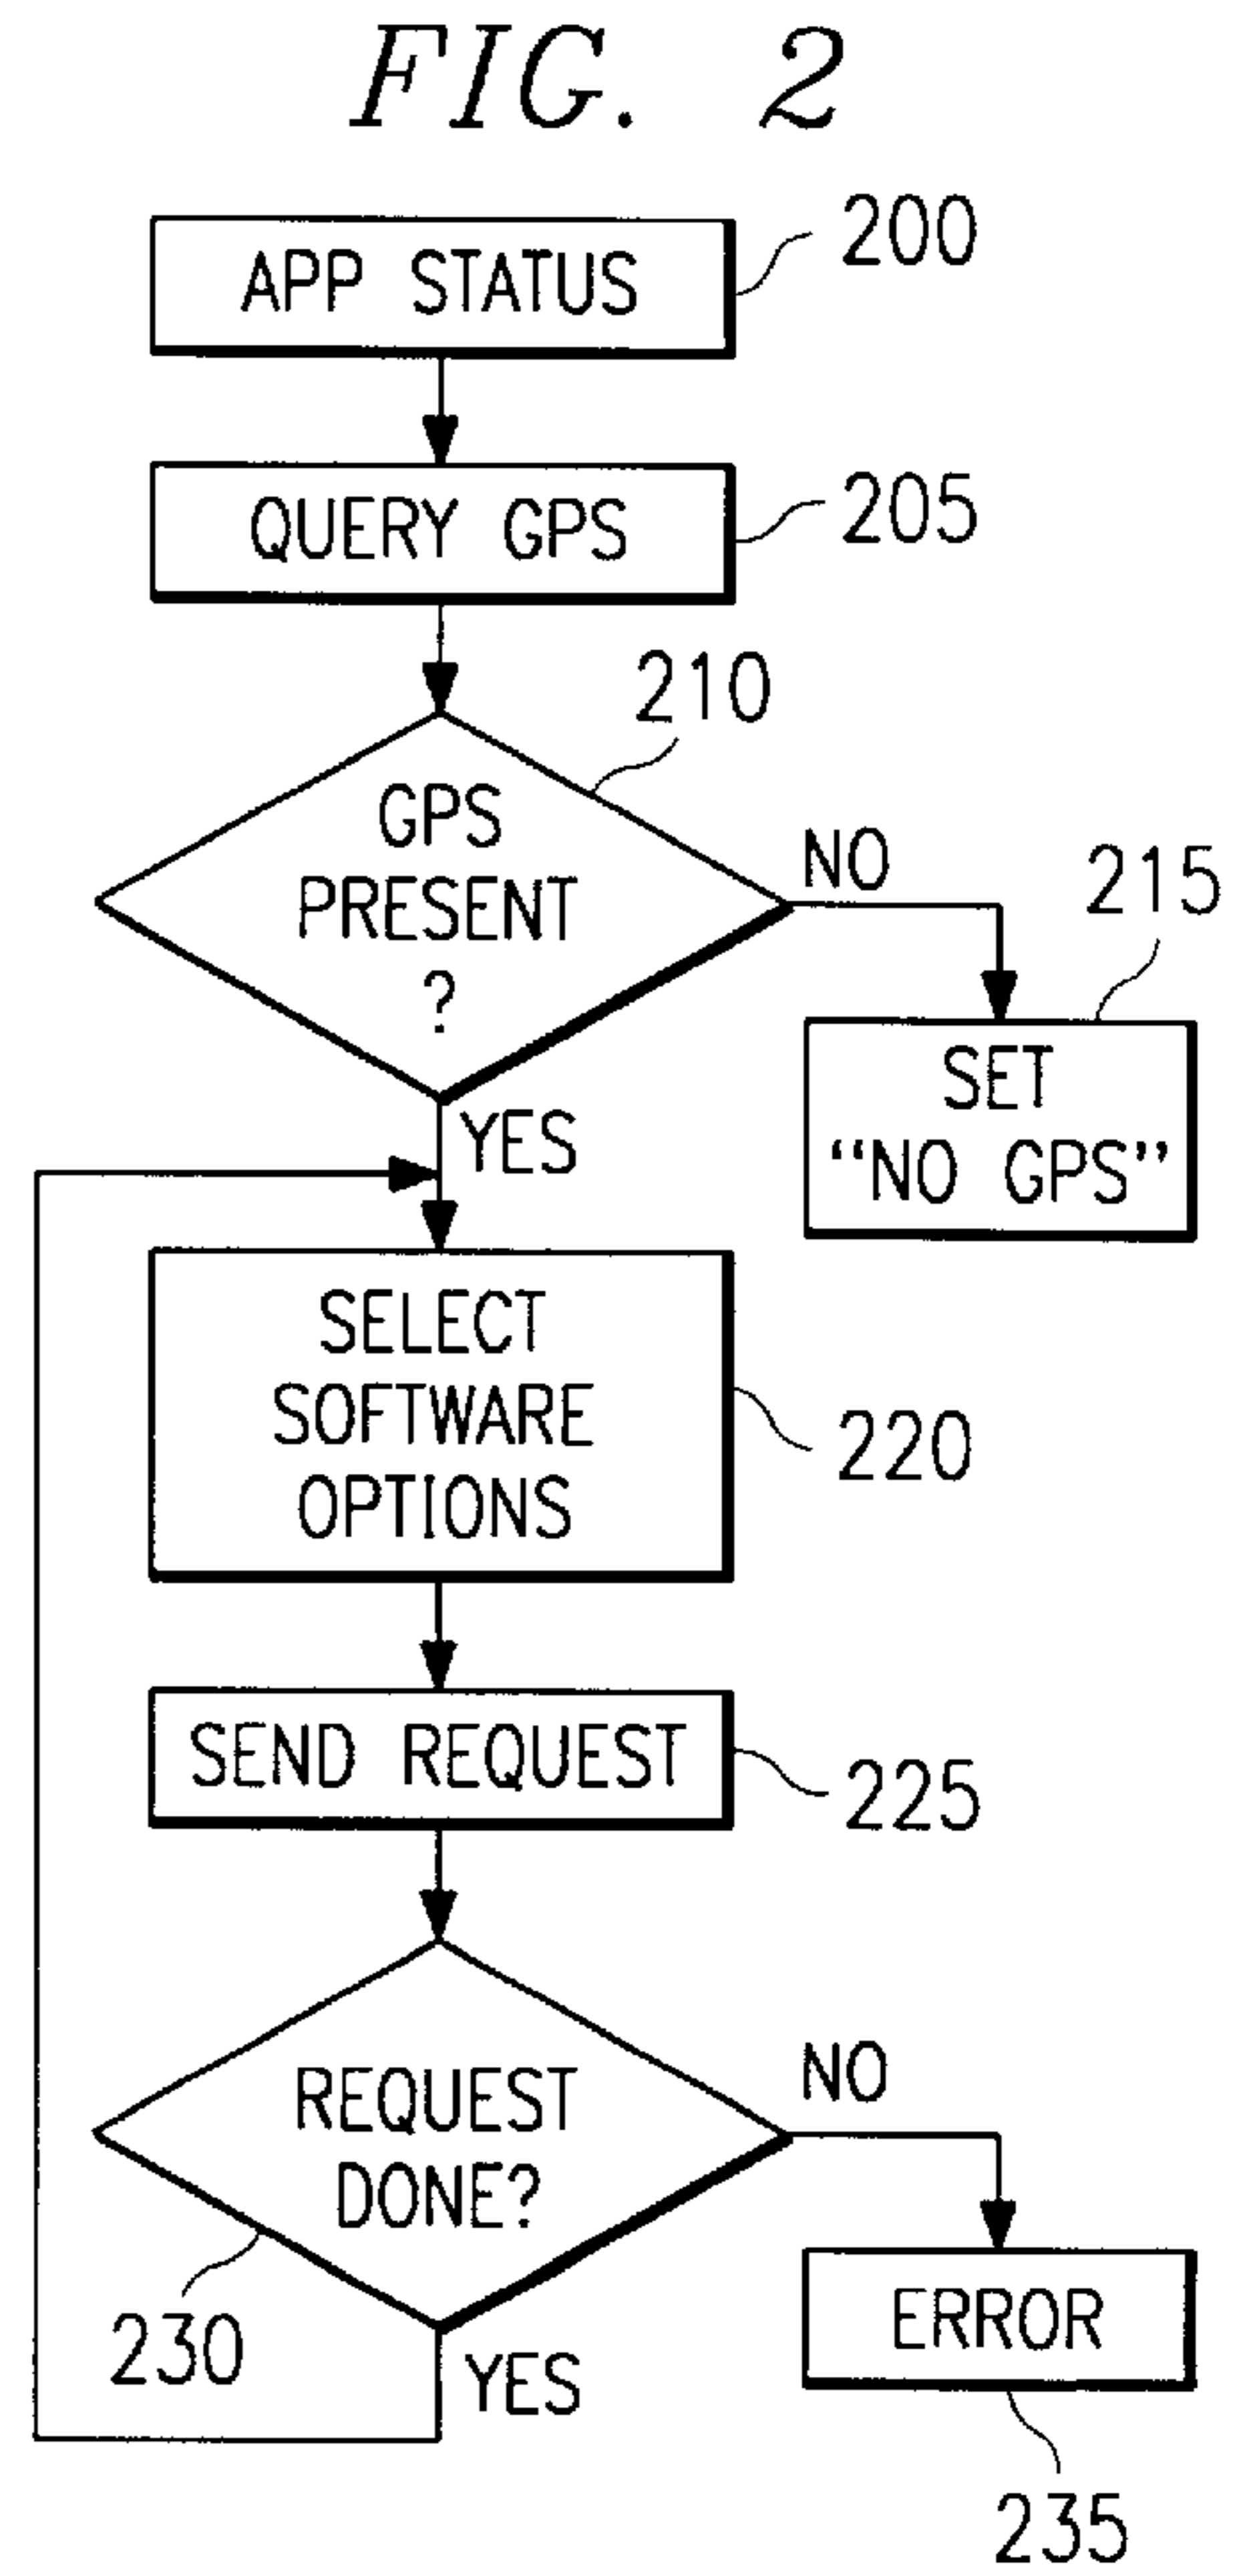 FIG. 2
APP STATUS
200
QUERY GPS
205
210
GPS
PRESENT
?
NO
215
SET
“NO GPS”
YES
SELECT
SOFTWARE
OPTIONS
220
SEND REQUEST
225
REQUEST
DONE?
NO
230
YES
ERROR
235